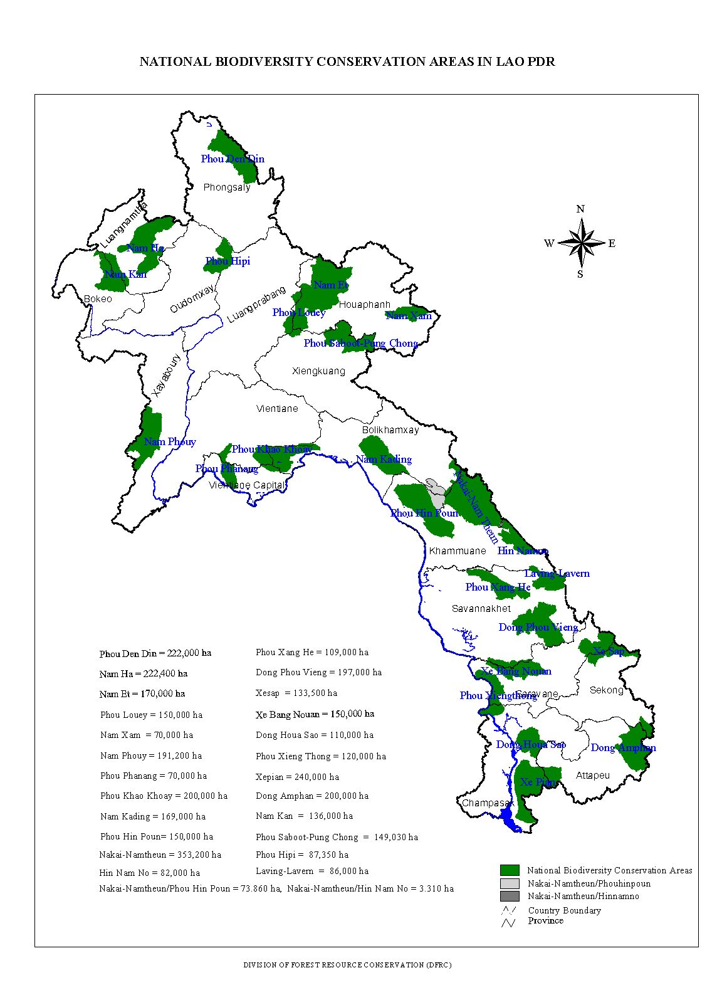 NATIONAL BIODIVERSITY CONSERVATION AREAS IN LAO PDR
Phou Den Din
Phongsaly
N
W
E
S
Luangnamtha
Nam Ha
Nam Kan
Bokeo
Phou Hipi
Oudomxay
Luangprabang
Nam Et
Houaphanh
Phou Louey
Nam Xam
Phou Saboot-Pung Chong
Xiengkuang
Xayaboury
Vientiane
Bolikhamxay
Nam Phouy
Phou Khao Khoay
Nam Kading
Phou Phanang
Vientiane Capital
Nakai-Nam Theun
Phou Hin Poun
Khammuane
Hin Namno
Laving-Lavern
Phou Xang He
Savannakhet
Dong Phou Vieng
Xe Sap
Xe Bang Nouan
Phou Xiengthong
Saravane
Sekong
Dong Houa Sao
Dong Amphan
Attapeu
Xe Pian
Champasak
Phou Den Din = 222,000 ha
Nam Ha = 222,400 ha
Nam Et = 170,000 ha
Phou Louey = 150,000 ha
Nam Xam = 70,000 ha
Nam Phouy = 191,200 ha
Phou Phanang = 70,000 ha
Phou Khao Khoay = 200,000 ha
Nam Kading = 169,000 ha
Phou Hin Poun= 150,000 ha
Nakai-Namtheun = 353,200 ha
Hin Nam No = 82,000 ha
Phou Xang He = 109,000 ha
Dong Phou Vieng = 197,000 ha
Xesap = 133,500 ha
Xe Bang Nouan = 150,000 ha
Dong Houa Sao = 110,000 ha
Phou Xieng Thong = 120,000 ha
Xepian = 240,000 ha
Dong Amphan = 200,000 ha
Nam Kan = 136,000 ha
Phou Saboot-Pung Chong = 149,030 ha
Phou Hipi = 87,350 ha
Laving-Lavern = 86,000 ha
Nakai-Namtheun/Phou Hin Poun = 73.860 ha, Nakai-Namtheun/Hin Nam No = 3.310 ha
National Biodiversity Conservation Areas
Nakai-Namtheun/Phouhinpoun
Nakai-Namtheun/Hinnamno
Country Boundary
Province
DIVISION OF FOREST RESOURCE CONSERVATION (DFRC)